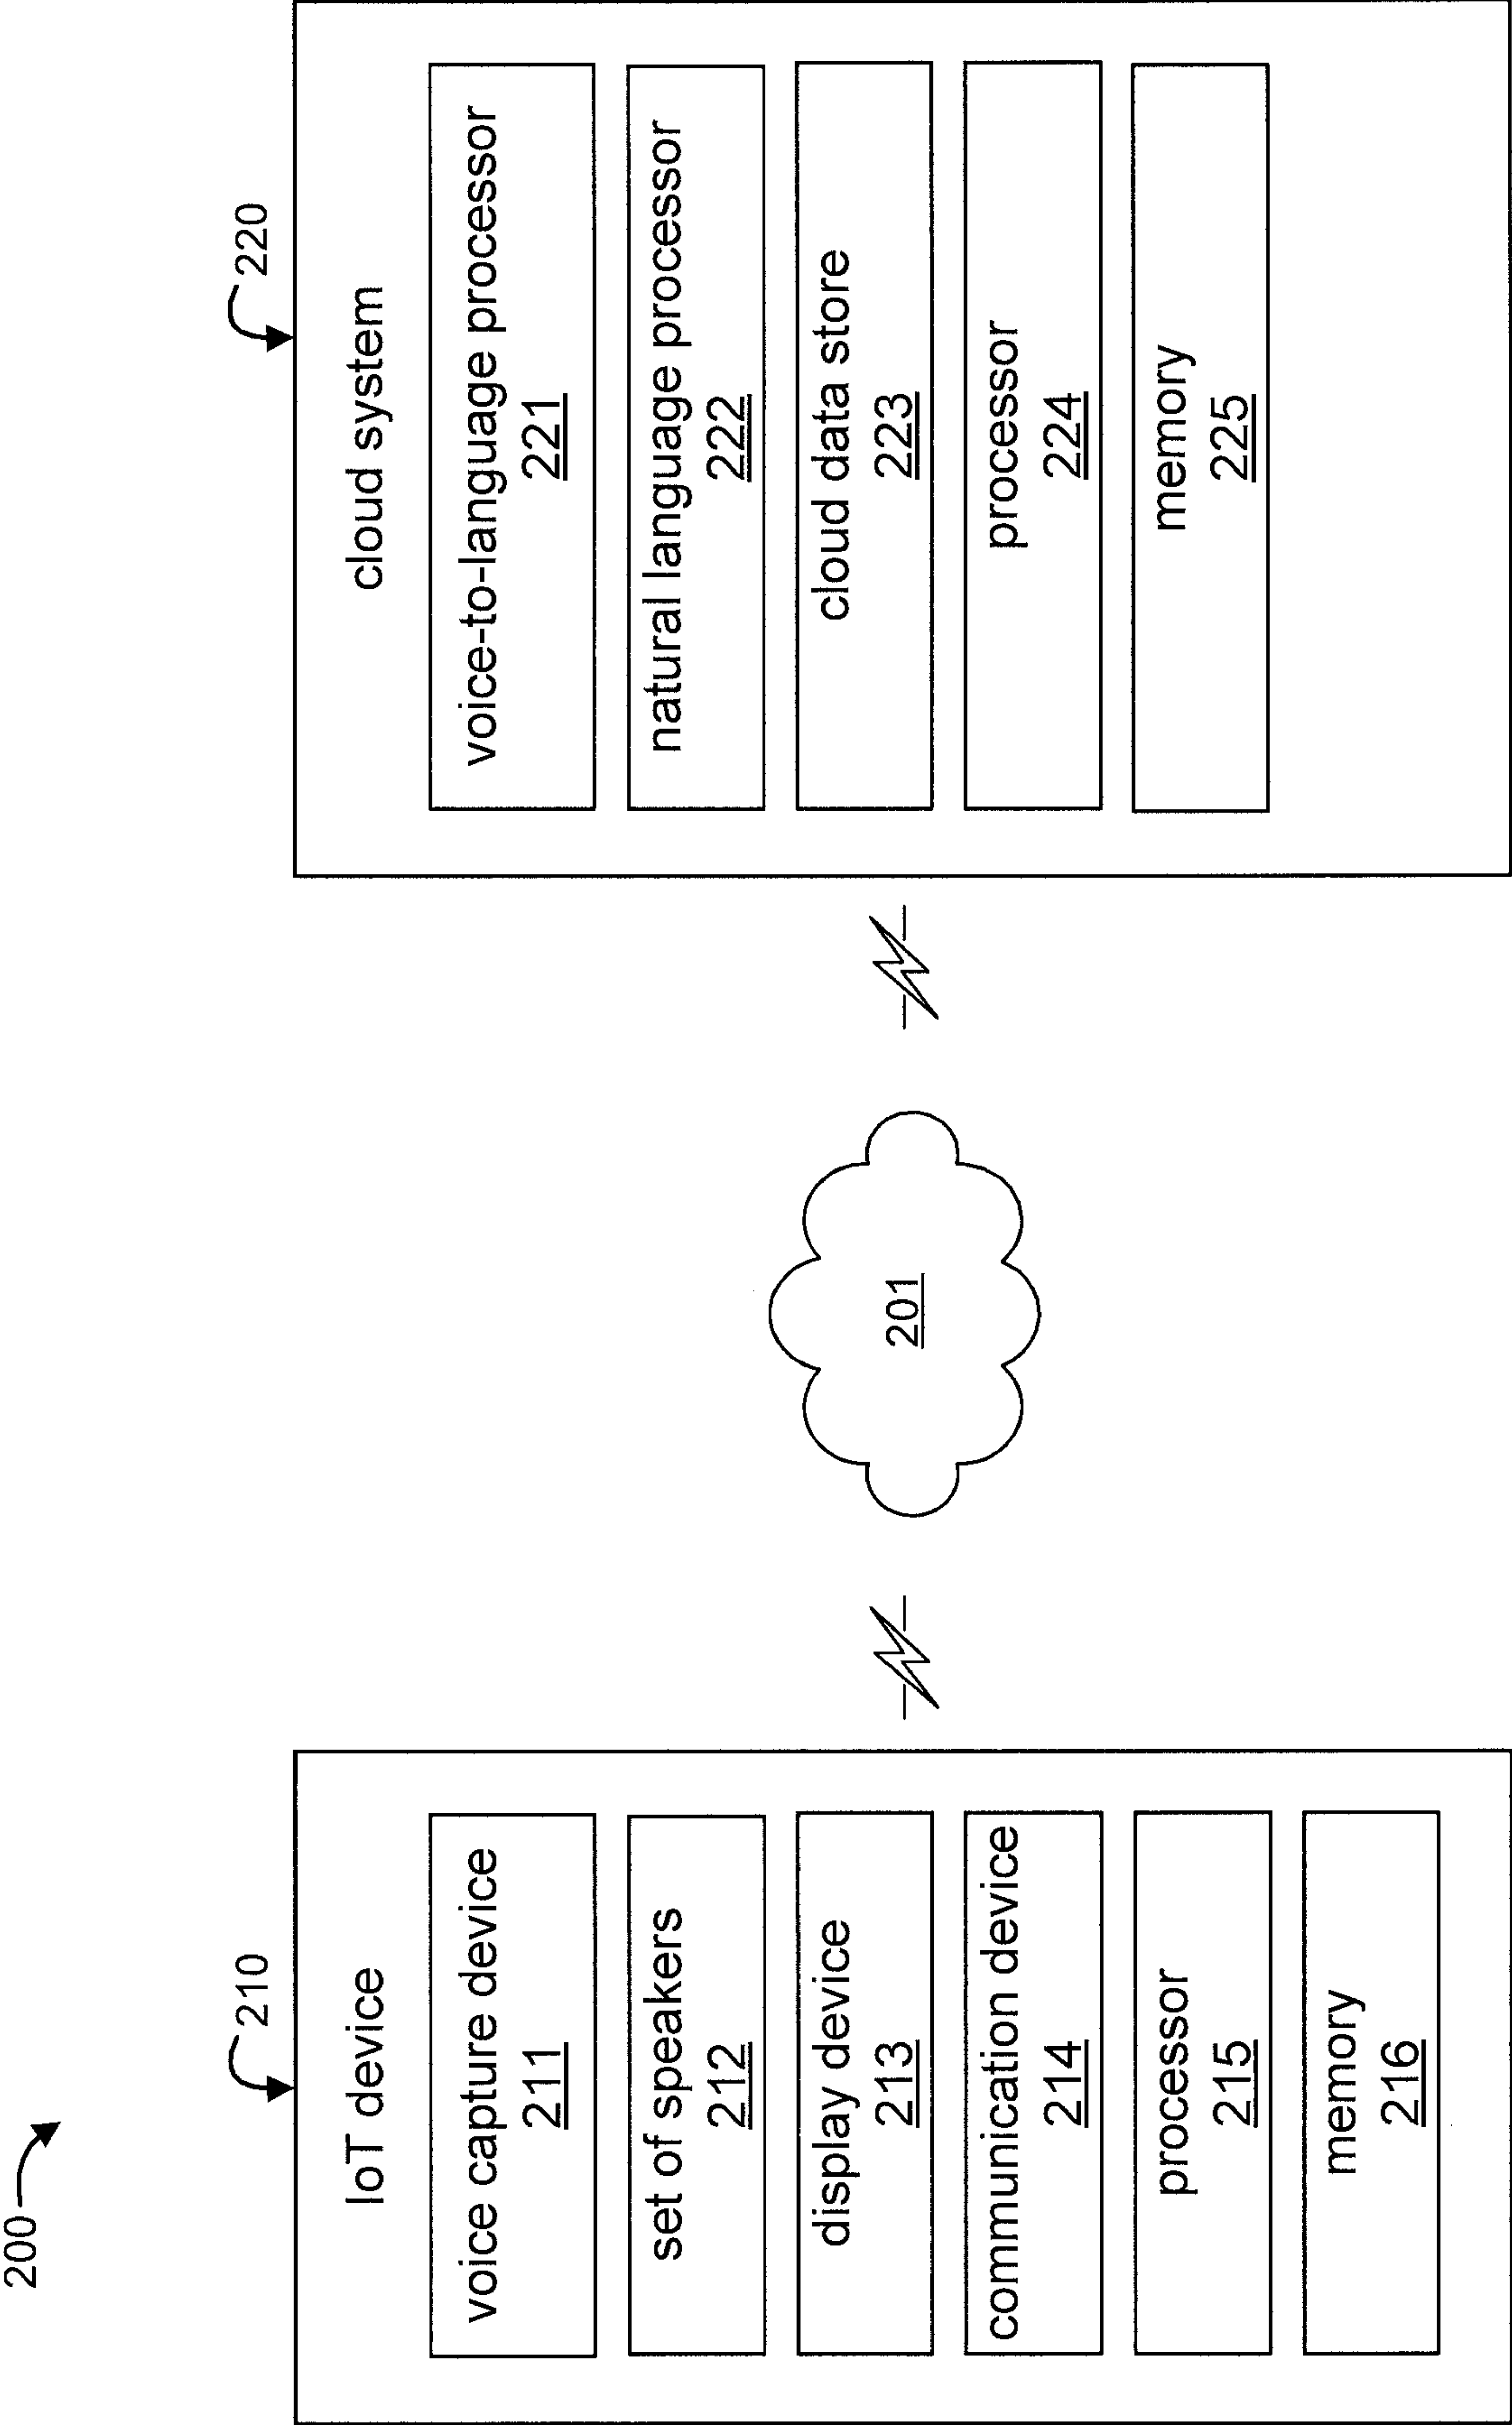 200
210
IoT device
voice capture device
211
set of speakers
212
display device
213
communication device
214
processor
215
memory
216
201
220
cloud system
voice-to-language processor
221
natural language processor
222
cloud data store
223
processor
224
memory
225